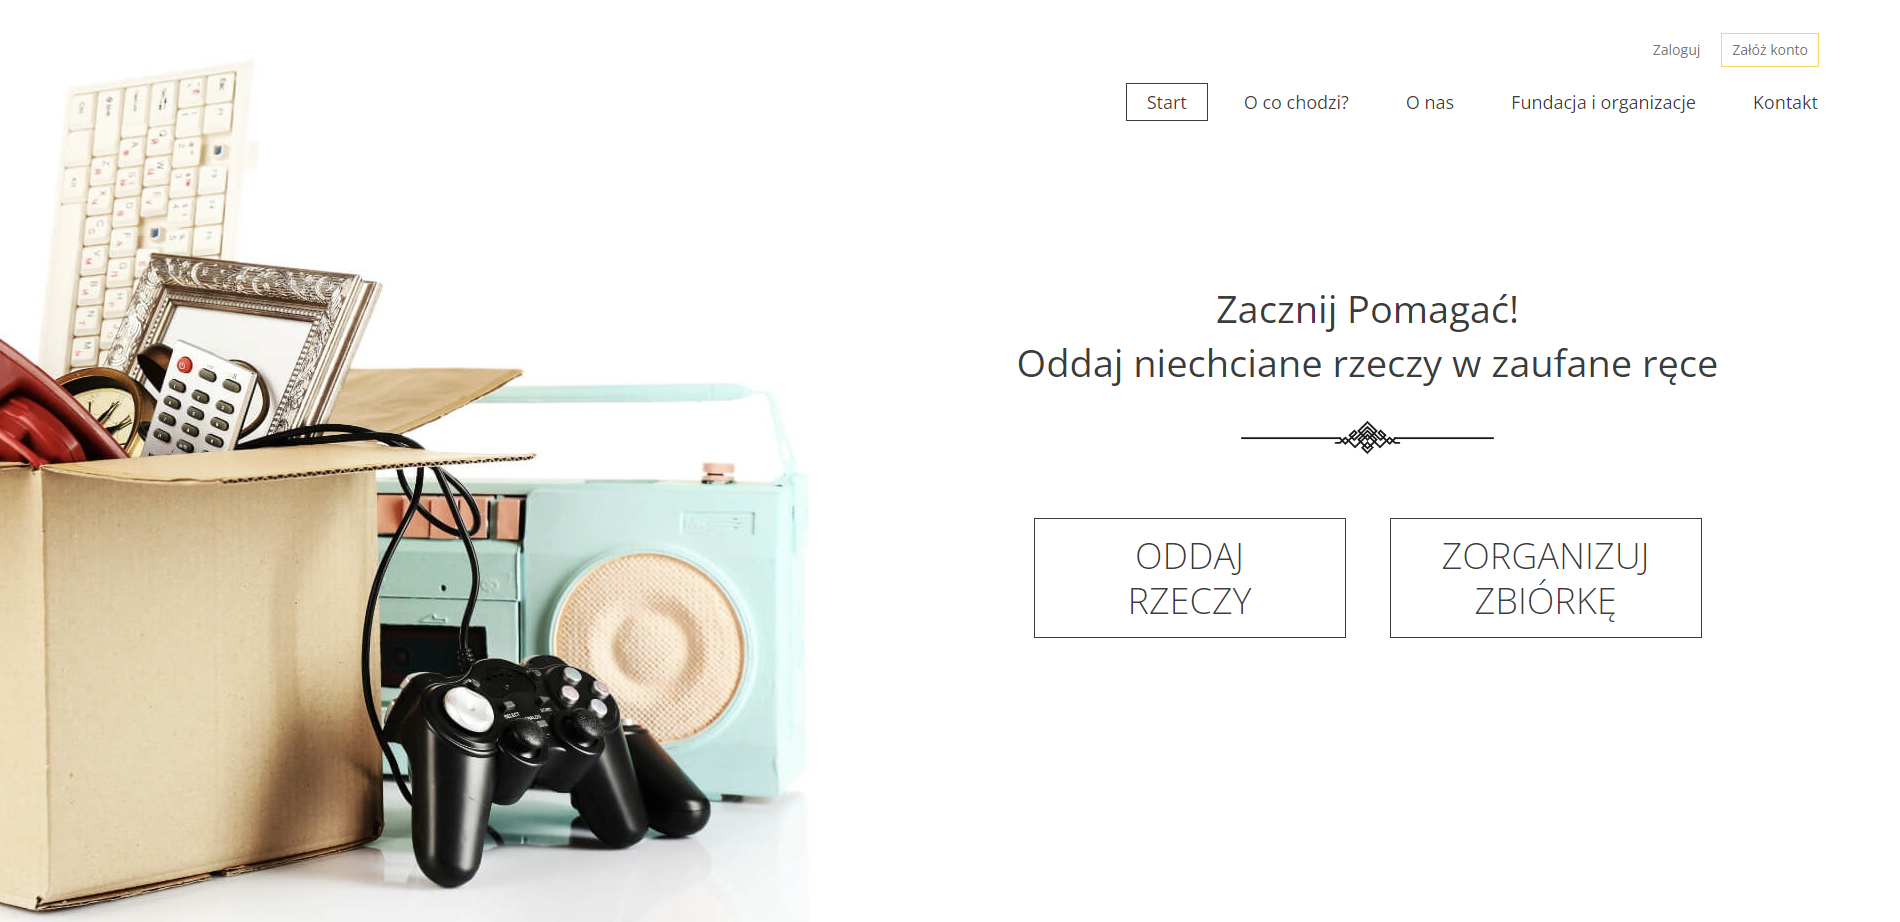 Zaloguj Załóż konto
Start O co chodzi? O nas Fundacja i organizacje Kontakt
Zacznij Pomagać!
Oddaj niechciane rzeczy w zaufane ręce
ODDAJ
RZECZY
ZORGANIZUJ
ZBIÓRKĘ